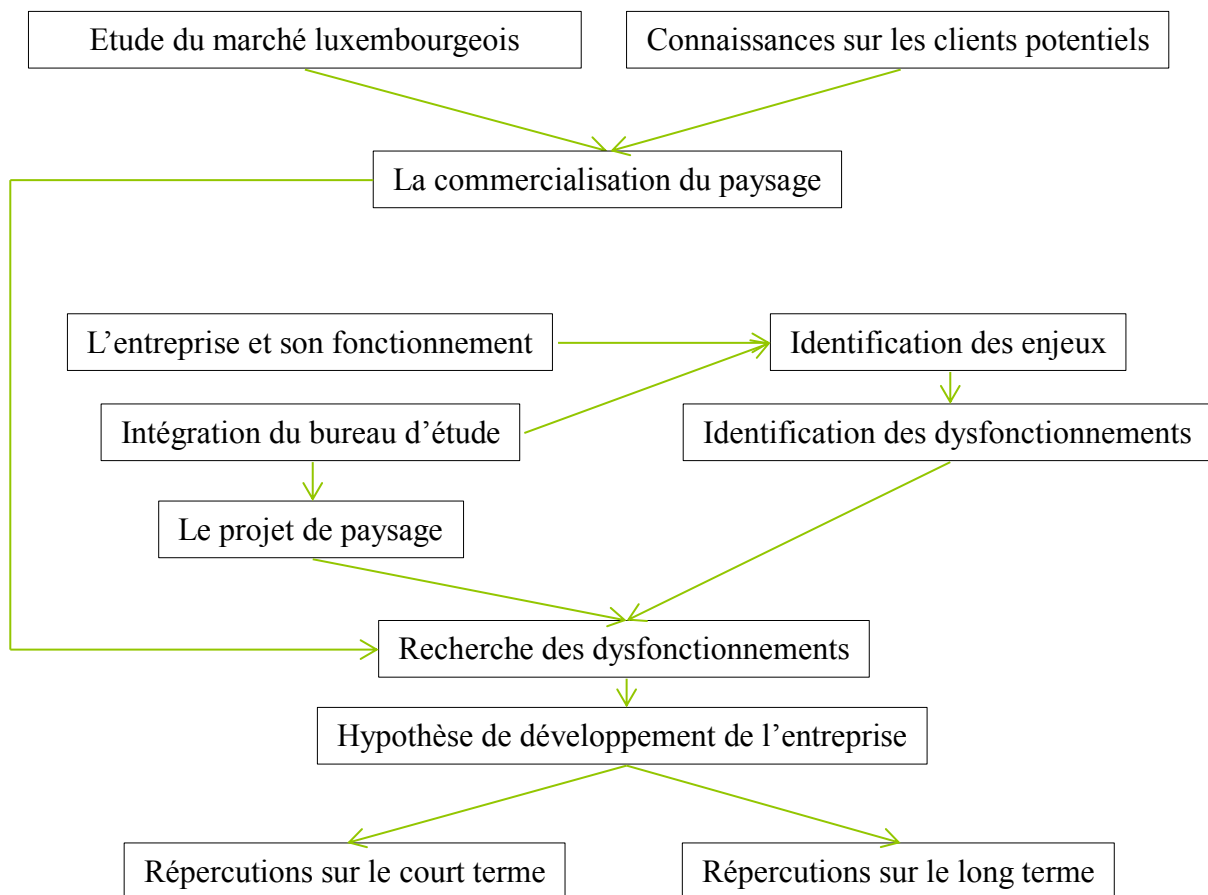 Etude du marché luxembourgeois
Connaissances sur les clients potentiels
La commercialisation du paysage
L’entreprise et son fonctionnement
Identification des enjeux
Intégration du bureau d’étude
Identification des dysfonctionnements
Le projet de paysage
Recherche des dysfonctionnements
Hypothèse de développement de l’entreprise
Répercutions sur le court terme
Répercutions sur le long terme